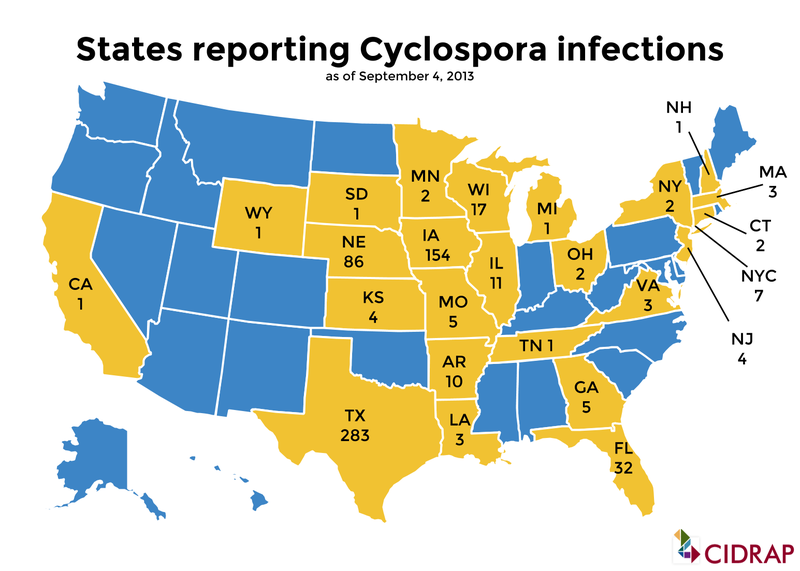 States reporting Cyclospora infections
as of September 4, 2013
NH
1
MA
3
MN
2
WI
17
NY
2
SD
1
MI
1
WY
1
CT
2
NE
86
IA
154
OH
2
IL
11
NYC
7
CA
1
KS
4
MO
5
VA
3
NJ
4
TN 1
AR
10
GA
5
TX
283
LA
3
FL
32
CIDRAP